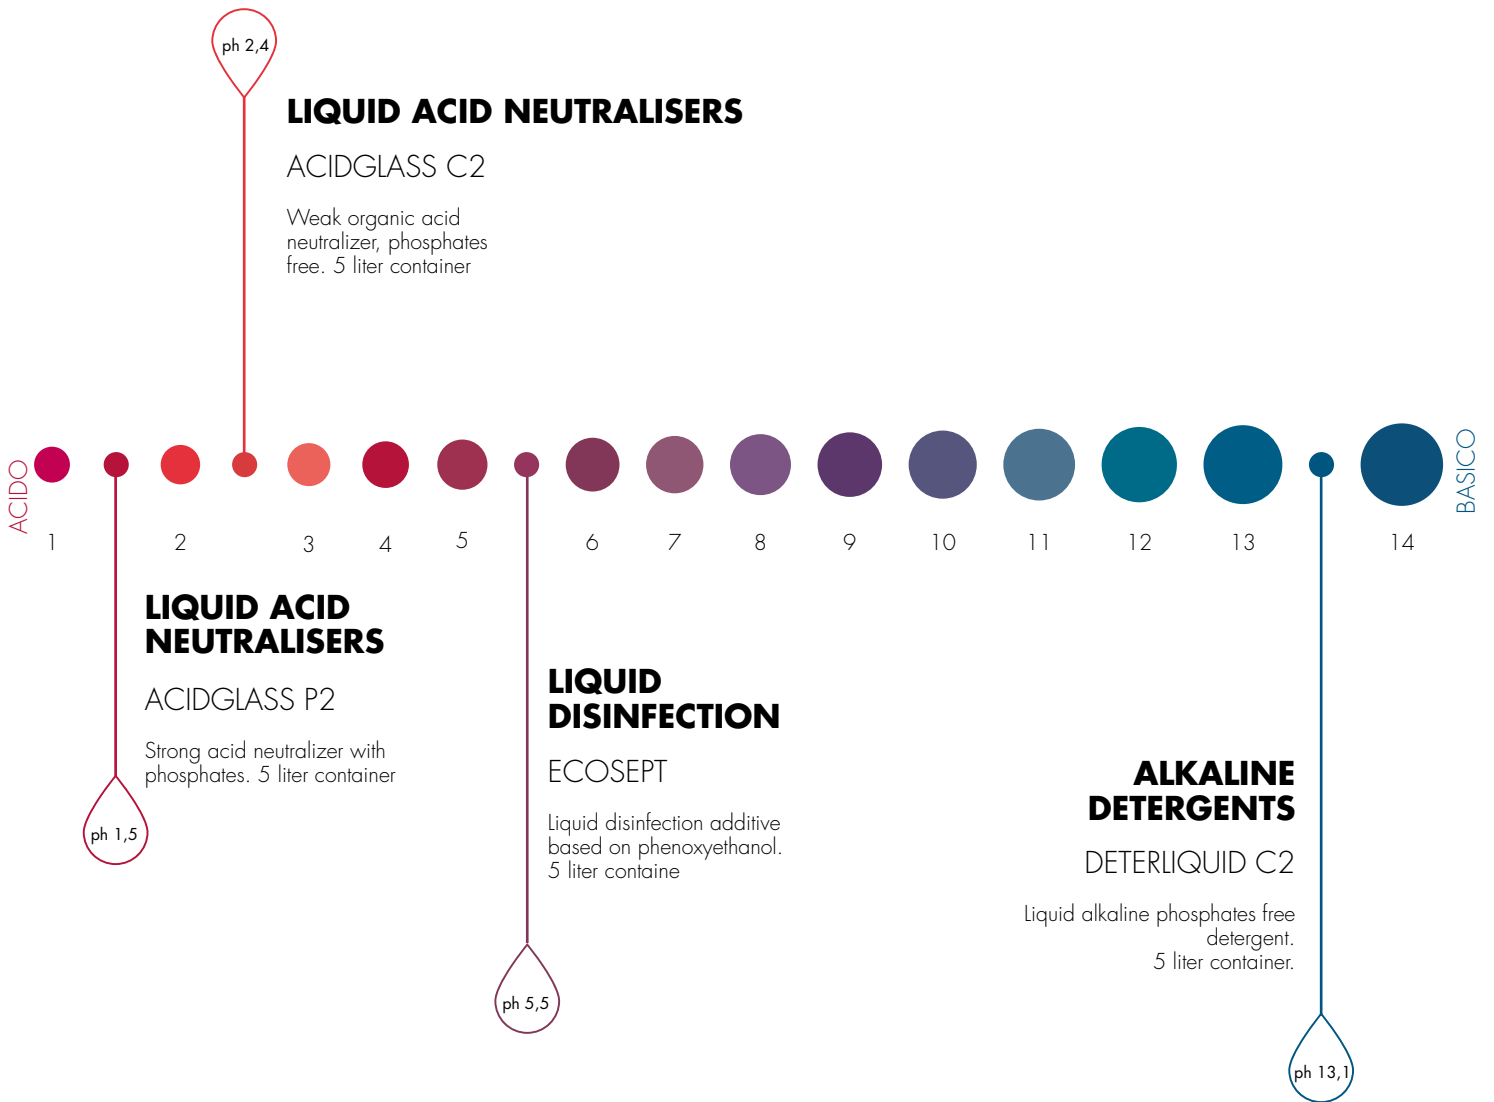 ph 2,4
LIQUID ACID NEUTRALISERS
ACIDGLASS C2
Weak organic acid
neutralizer, phosphates
free. 5 liter container
ACIDO
BASICO
1
2
3
4
5
6
7
8
9
10
11
12
13
14
LIQUID ACID
NEUTRALISERS
ACIDGLASS P2
Strong acid neutralizer with
phosphates. 5 liter container
ph 1,5
LIQUID
DISINFECTION
ECOSEPT
Liquid disinfection additive
based on phenoxyethanol.
5 liter containe
ph 5,5
ALKALINE
DETERGENTS
DETERLIQUID C2
Liquid alkaline phosphates free
detergent.
5 liter container.
ph 13,1